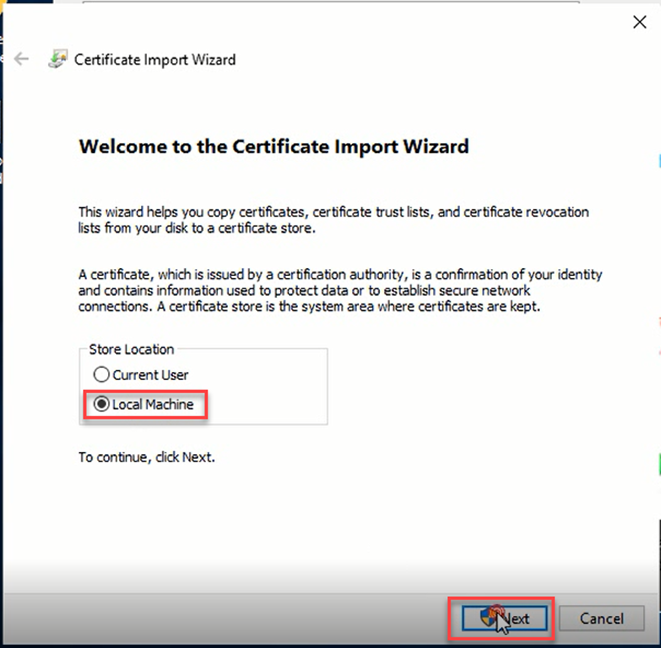 Certificate Import Wizard
Welcome to the Certificate Import Wizard
This wizard helps you copy certificates, certificate trust lists, and certificate revocation
lists from your disk to a certificate store.
A certificate, which is issued by a certification authority, is a confirmation of your identity
and contains information used to protect data or to establish secure network
connections. A certificate store is the system area where certificates are kept.
Store Location
Current User
Local Machine
To continue, click Next.
Next
Cancel